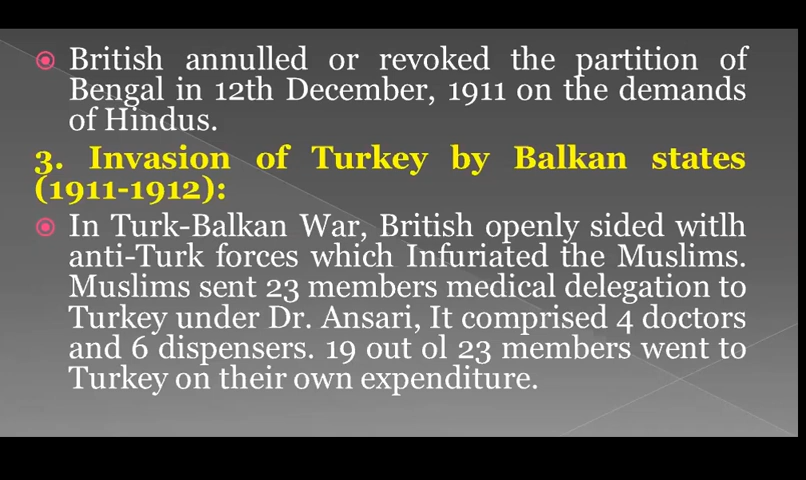 British annulled or revoked the partition of
Bengal in 12th December, 1911 on the demands
of Hindus.
3. Invasion of Turkey by Balkan states
(1911-1912):
In Turk-Balkan War, British openly sided witlh
anti-Turk forces which Infuriated the Muslims.
Muslims sent 23 members medical delegation to
Turkey under Dr. Ansari, It comprised 4 doctors
and 6 dispensers. 19 out ol 23 members went to
Turkey on their own expenditure.